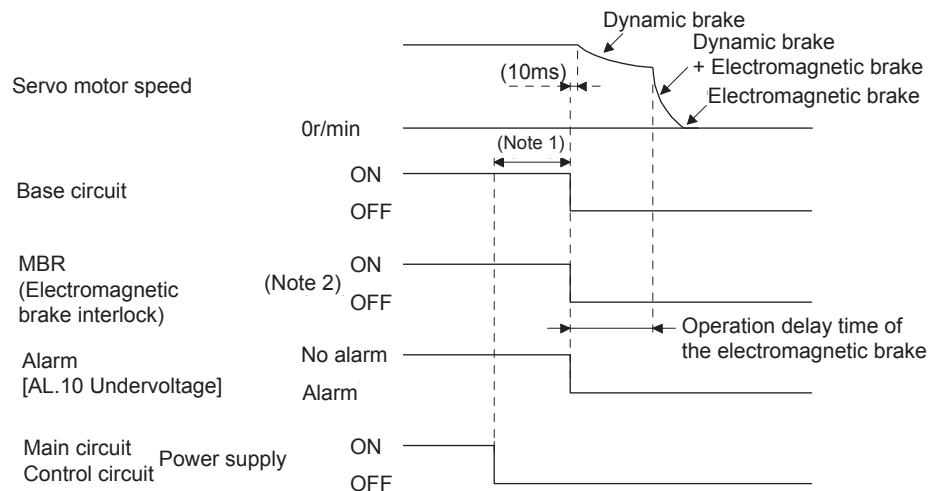 Dynamic brake
Dynamic brake
+ Electromagnetic brake
Electromagnetic brake
(10ms)
Servo motor speed
0r/min
(Note 1)
Base circuit
ON
OFF
MBR
(Electromagnetic
brake interlock)
(Note 2)
ON
OFF
Operation delay time of
the electromagnetic brake
Alarm
[AL.10 Undervoltage]
No alarm
Alarm
Main circuit
Control circuit
Power supply
ON
OFF